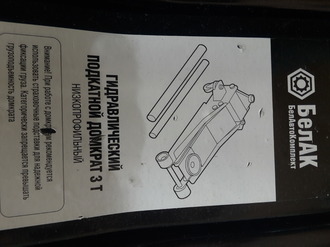 БелАК
БелАвтоКомплект
ГИДРАВЛИЧЕСКИЙ
ПОДКАТНОЙ ДОМКРАТ 3 Т
НИЗКОПРОФИЛЬНЫЙ
Внимание! При работе с домкратом рекомендуется
использовать страховочные подставки для надежной
фиксации груза. Категорически запрещается превышать
грузоподъемность домкрата